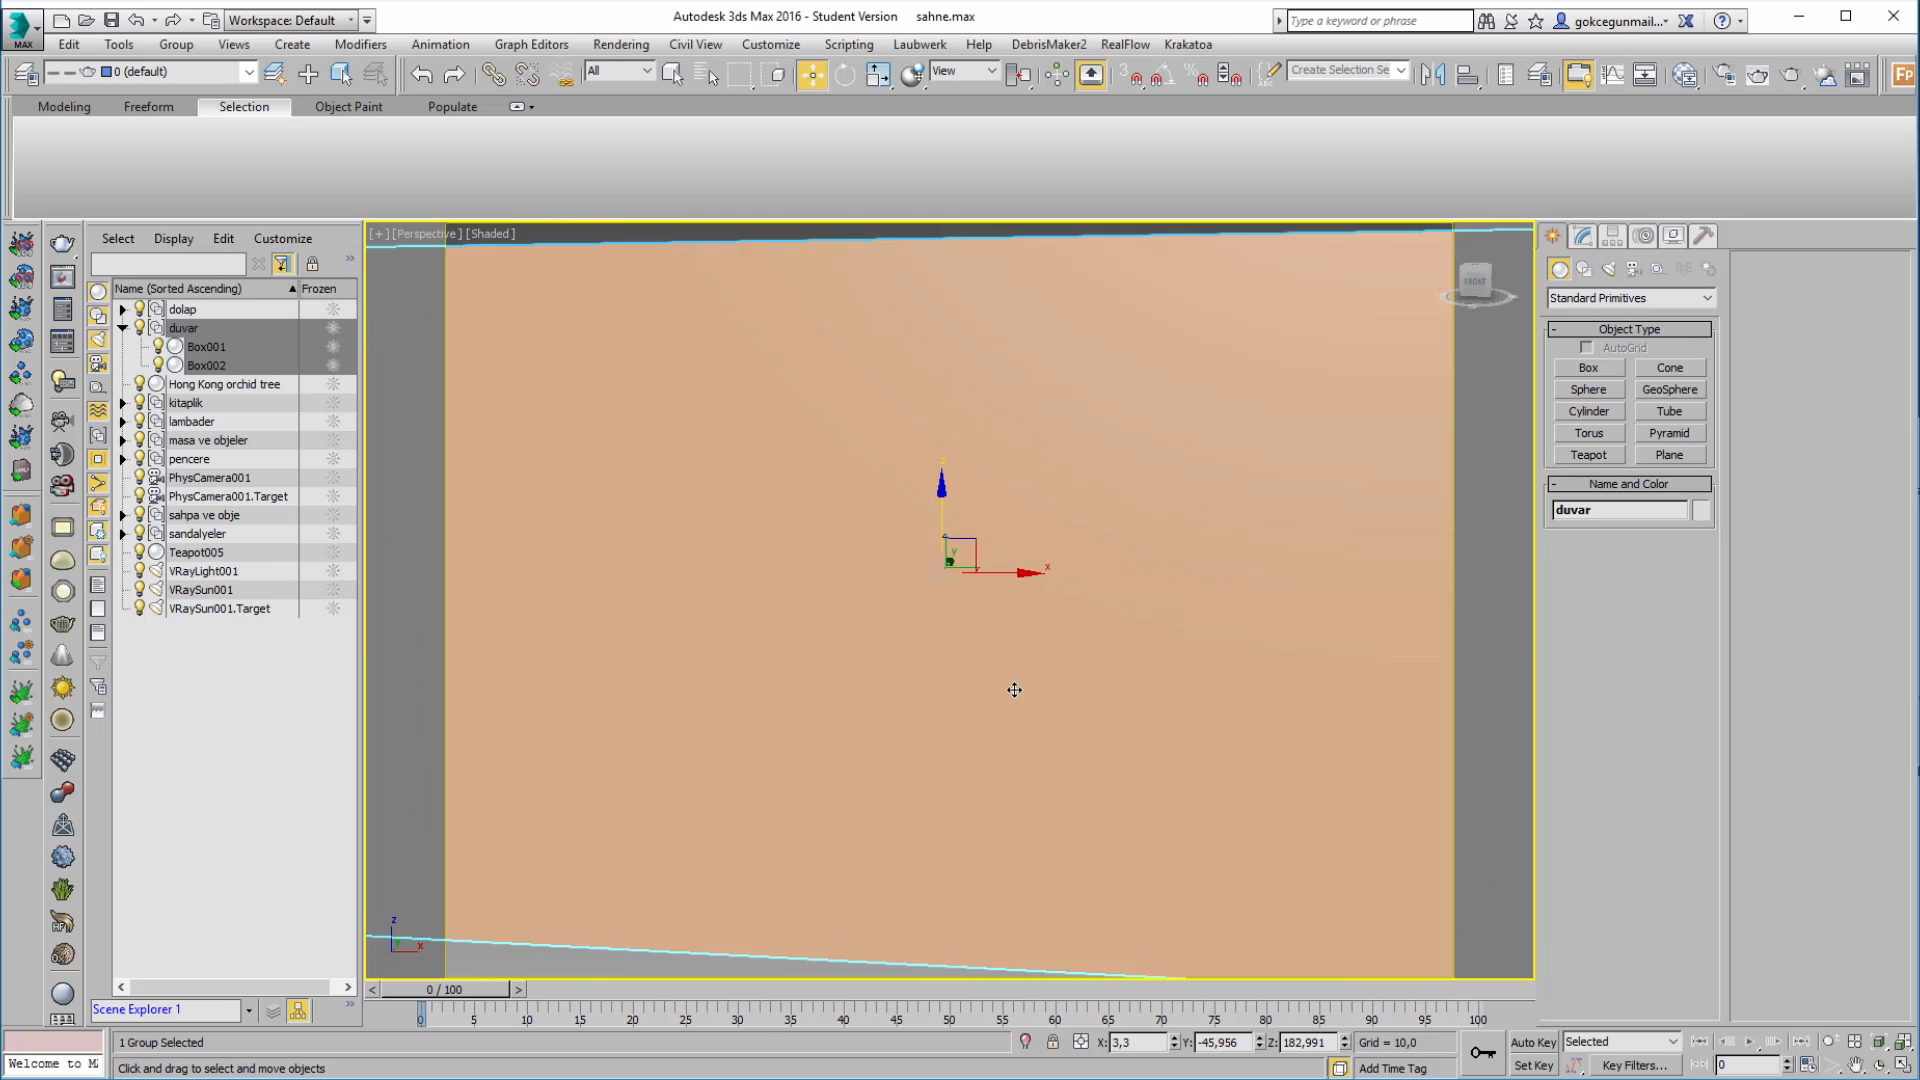 Workspace: Default
Autodesk 3ds Max 2016 - Student Version sahne.max
Type a keyword or phrase
gokcegunmail...
MAX
Edit Tools Group Views Create Modifiers Animation Graph Editors Rendering Civil View Customize Scripting Laubwerk Help DebrisMaker2 RealFlow Krakatoa
0 (default)
All
View
Create Selection Se
Modeling Freeform Selection Object Paint Populate
Select Display Edit Customize
Name (Sorted Ascending) Frozen
dolap
duvar
Box001
Box002
Hong Kong orchid tree
kitaplik
lambader
masa ve objeler
pencere
PhysCamera001
PhysCamera001.Target
sahpa ve obje
sandalyeler
Teapot005
VRayLight001
VRaySun001
VRaySun001.Target
[+] [Perspective] [Shaded]
FRONT
z
y
x
z
x
Standard Primitives
- Object Type
AutoGrid
Box Cone
Sphere GeoSphere
Cylinder Tube
Torus Pyramid
Teapot Plane
- Name and Color
duvar
Scene Explorer 1
< 0 / 100 >
0 5 10 15 20 25 30 35 40 45 50 55 60 65 70 75 80 85 90 95 100
1 Group Selected
X: 3,3 Y: -45,956 Z: 182,991 Grid = 10,0
Auto Key Selected
Welcome to M
Click and drag to select and move objects
Add Time Tag
Set Key Key Filters... 0